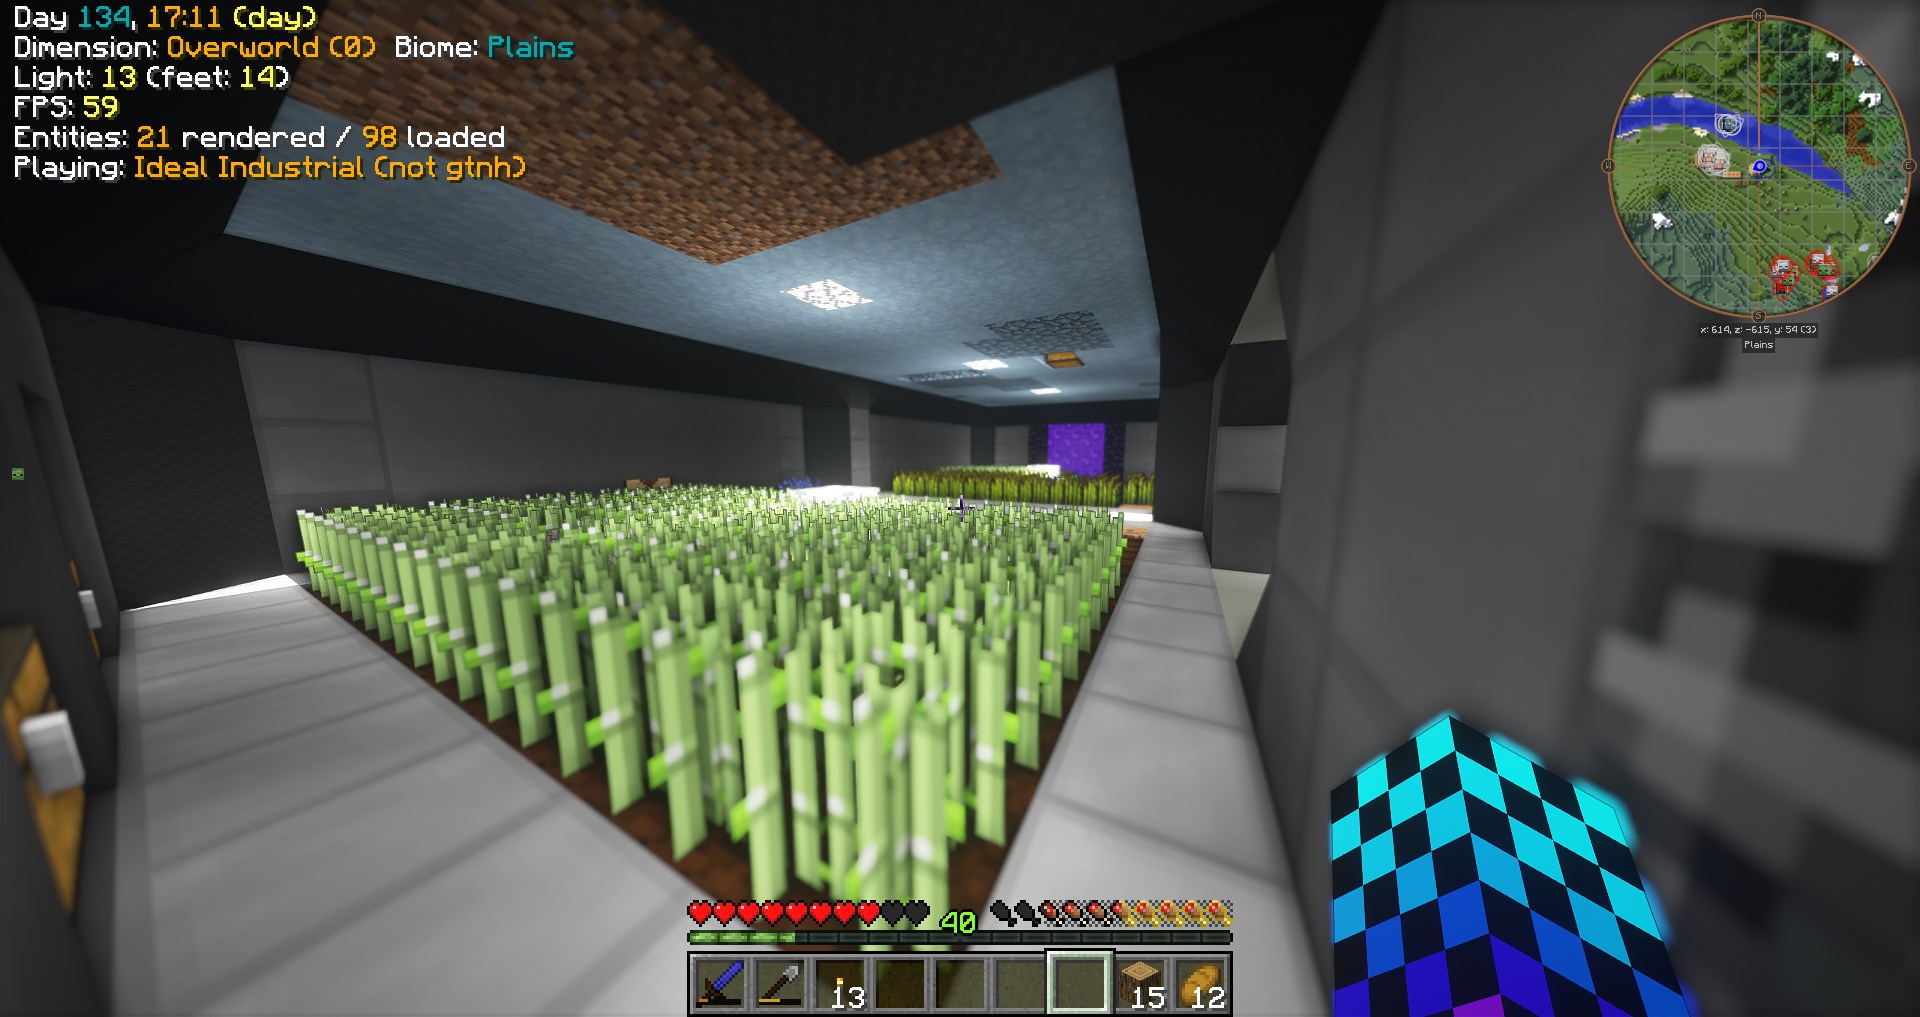 Day 134, 17:11 (day)
Dimension: Overworld (0) Biome: Plains
Light: 13 (feet: 14)
FPS: 59
Entities: 21 rendered / 98 loaded
Playing: Ideal Industrial (not gtnh)
N
W
E
S
x: 614, z: -615, y: 54 (3)
Plains
40
13
15
12